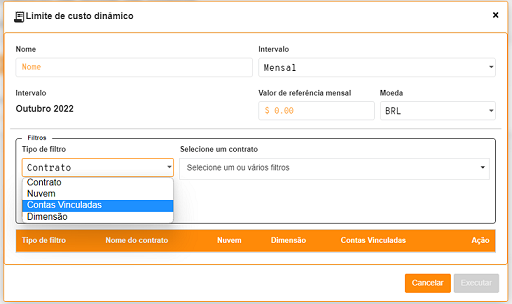 Limite de custo dinâmico
×
Nome
Intervalo
Nome
Mensal
Intervalo
Valor de referência mensal
Moeda
Outubro 2022
$ 0.00
BRL
Filtros
Tipo de filtro
Selecione um contrato
Contrato
Selecione um ou vários filtros
Contrato
Nuvem
Contas Vinculadas
Dimensão
Tipo de filtro Nome do contrato Nuvem Dimensão Contas Vinculadas Ação
Cancelar Executar